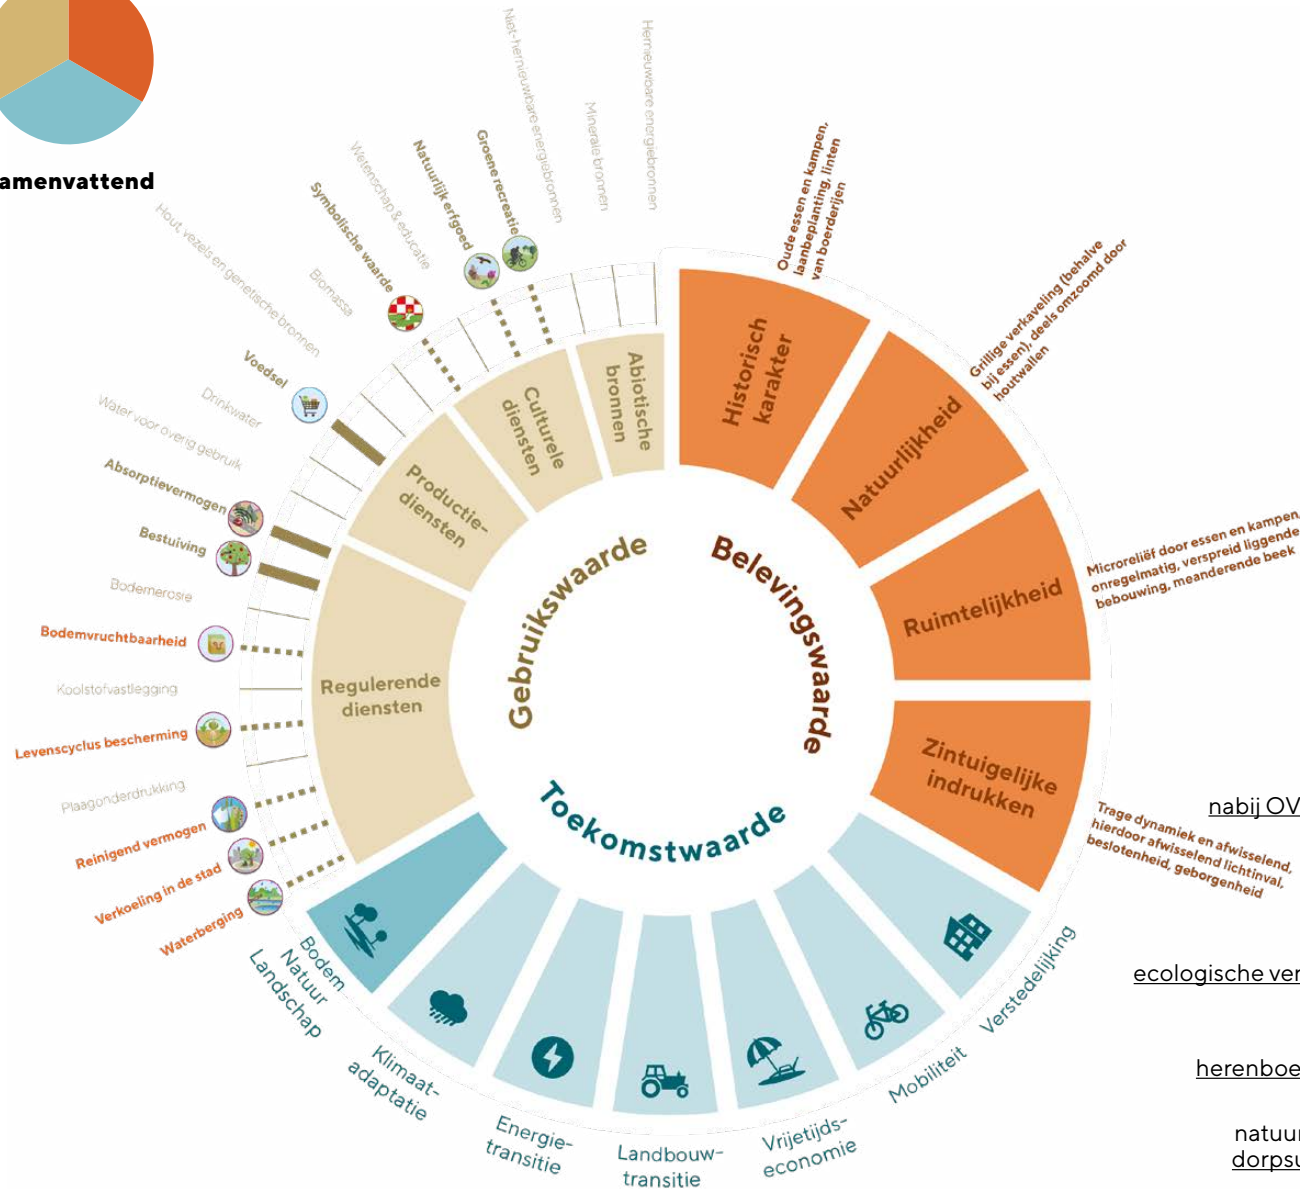 amenvattend
Niet-hernieuwbare energiebronnen
Minerale bronnen
Hernieuwbare energiebronnen
Groene recreatie
Natuurlijk erfgoed
Wetenschap & educatie
Symbolische waarde
Biomassa
Hout, vezels en genetische bronnen
Voedsel
Drinkwater
Water voor overig gebruik
Absorptievermogen
Bestuiving
Bodemerosie
Bodemvruchtbaarheid
Koolstofvastlegging
Levenscyclus bescherming
Plaagonderdrukking
Reinigend vermogen
Verkoeling in de stad
Waterberging
Abiotische
bronnen
Culturele
diensten
Productie-
diensten
Regulerende
diensten
Gebruikswaarde
Belevingswaarde
Toekomstwaarde
Historisch
karakter
Natuurlijkheid
Ruimtelijkheid
Zintuigelijke
indrukken
Oude essen en kampen,
laanbeplanting, linten
van boerderijen
Grillige verkaveling (behalve
bij essen), deels omzoomd door
houtwallen
Microreliëf door essen en kampen,
onregelmatig, verspreid liggende
bebouwing, meanderende beek
Trage dynamiek en afwisselend,
hierdoor afwisselend lichtinval,
beslotenheid, geborgenheid
Bodem
Natuur
Landschap
Klimaat-
adaptatie
Energie-
transitie
Landbouw-
transitie
Vrijetijds-
economie
Mobiliteit
Verstedelijking
nabij OV
ecologische ver
herenboe
natuur
dorpsu